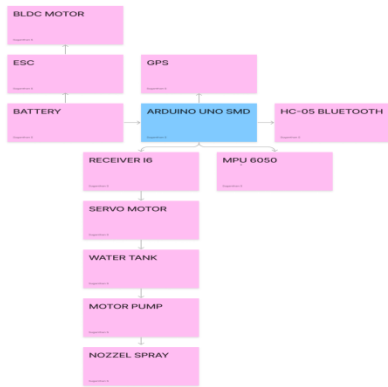 BLDC MOTOR
ESC
GPS
BATTERY
ARDUINO UNO SMD
HC-05 BLUETOOTH
RECEIVER I6
MPU 6050
SERVO MOTOR
WATER TANK
MOTOR PUMP
NOZZEL SPRAY